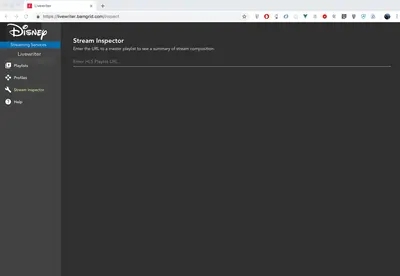 Livewriter
https://livewriter.bamgrid.com/inspect
Disney
Streaming Services
Livewriter
Playlists
Profiles
Stream Inspector
Help
Stream Inspector
Enter the URL to a master playlist to see a summary of stream composition.
Enter HLS Playlist URL